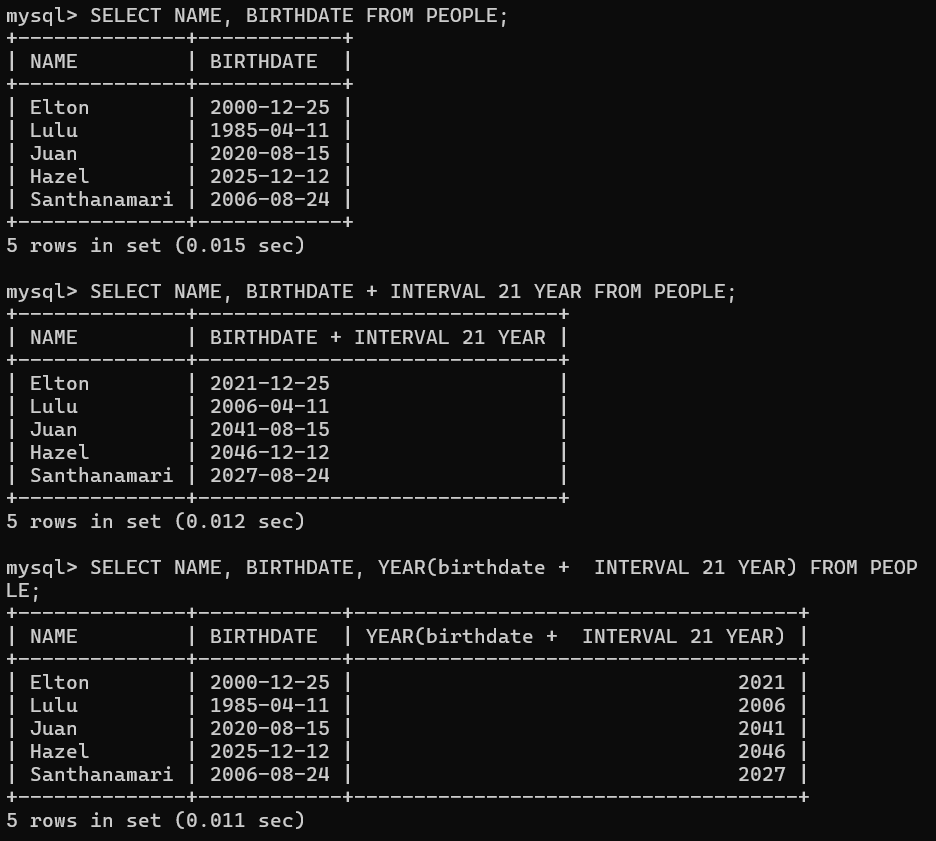 mysql> SELECT NAME, BIRTHDATE FROM PEOPLE;
+--------------+------------+
| NAME         | BIRTHDATE  |
+--------------+------------+
| Elton        | 2000-12-25 |
| Lulu         | 1985-04-11 |
| Juan         | 2020-08-15 |
| Hazel        | 2025-12-12 |
| Santhanamari | 2006-08-24 |
+--------------+------------+
5 rows in set (0.015 sec)

mysql> SELECT NAME, BIRTHDATE + INTERVAL 21 YEAR FROM PEOPLE;
+--------------+------------------------------+
| NAME         | BIRTHDATE + INTERVAL 21 YEAR |
+--------------+------------------------------+
| Elton        | 2021-12-25                   |
| Lulu         | 2006-04-11                   |
| Juan         | 2041-08-15                   |
| Hazel        | 2046-12-12                   |
| Santhanamari | 2027-08-24                   |
+--------------+------------------------------+
5 rows in set (0.012 sec)

mysql> SELECT NAME, BIRTHDATE, YEAR(birthdate +  INTERVAL 21 YEAR) FROM PEOP
LE;
+--------------+------------+-------------------------------------+
| NAME         | BIRTHDATE  | YEAR(birthdate +  INTERVAL 21 YEAR) |
+--------------+------------+-------------------------------------+
| Elton        | 2000-12-25 |                                2021 |
| Lulu         | 1985-04-11 |                                2006 |
| Juan         | 2020-08-15 |                                2041 |
| Hazel        | 2025-12-12 |                                2046 |
| Santhanamari | 2006-08-24 |                                2027 |
+--------------+------------+-------------------------------------+
5 rows in set (0.011 sec)